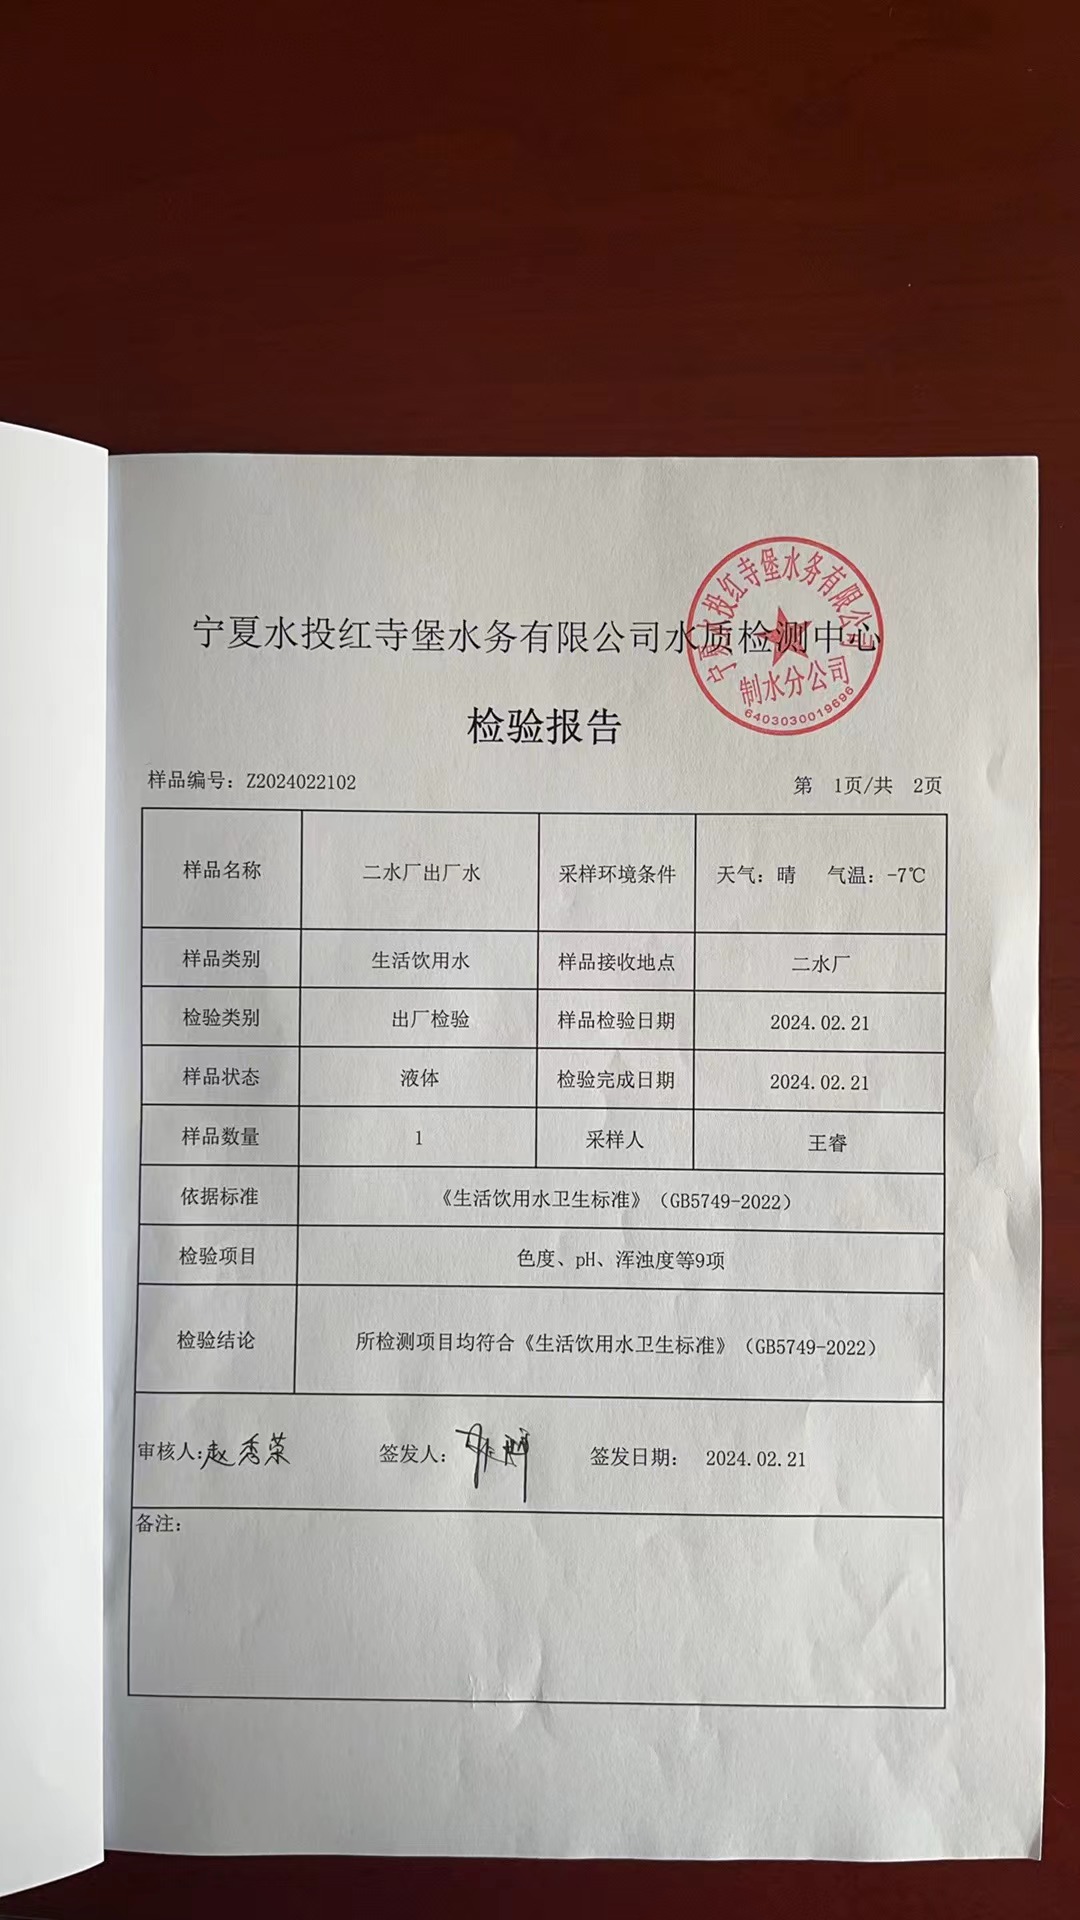 宁夏水投红寺堡水务有限公司水质检测中心
宁夏水投红寺堡水务有限公司
制水分公司
6403030019696
检验报告
样品编号：Z2024022102 第 1页/共 2页
样品名称 二水厂出厂水 采样环境条件 天气：晴 气温：-7℃
样品类别 生活饮用水 样品接收地点 二水厂
检验类别 出厂检验 样品检验日期 2024.02.21
样品状态 液体 检验完成日期 2024.02.21
样品数量 1 采样人 王睿
依据标准 《生活饮用水卫生标准》（GB5749-2022）
检验项目 色度、pH、浑浊度等9项
检验结论 所检测项目均符合《生活饮用水卫生标准》（GB5749-2022）
审核人:赵秀荣 签发人: 签发日期： 2024.02.21
备注：